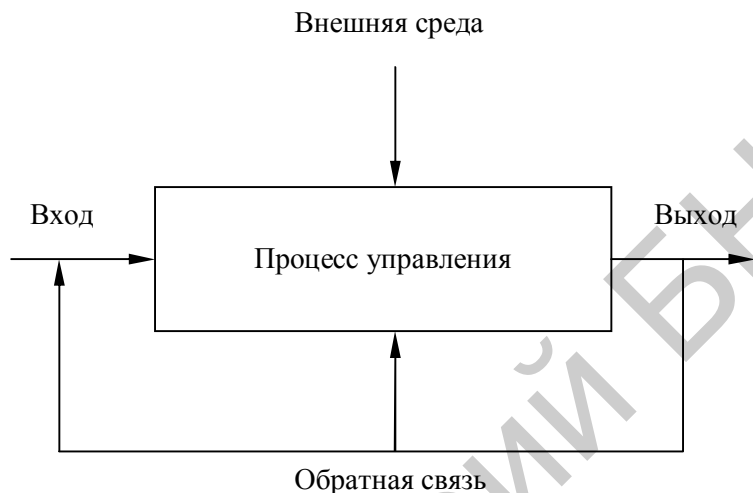 Внешняя среда
Вход
Выход
Процесс управления
Обратная связь